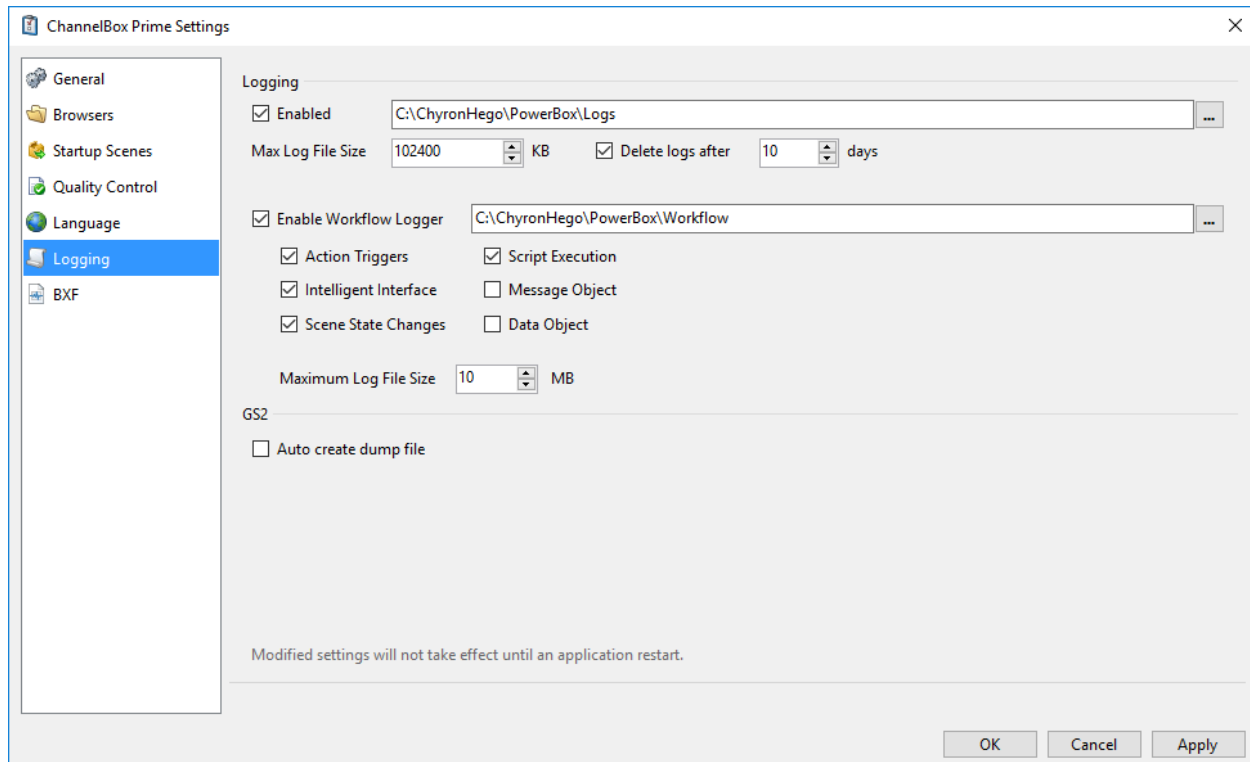 ChannelBox Prime Settings
General
Browsers
Startup Scenes
Quality Control
Language
Logging
BXF
Logging
Enabled C:\ChyronHego\PowerBox\Logs ...
Max Log File Size 102400 KB Delete logs after 10 days
Enable Workflow Logger C:\ChyronHego\PowerBox\Workflow ...
Action Triggers Script Execution
Intelligent Interface Message Object
Scene State Changes Data Object
Maximum Log File Size 10 MB
GS2
Auto create dump file
Modified settings will not take effect until an application restart.
OK Cancel Apply